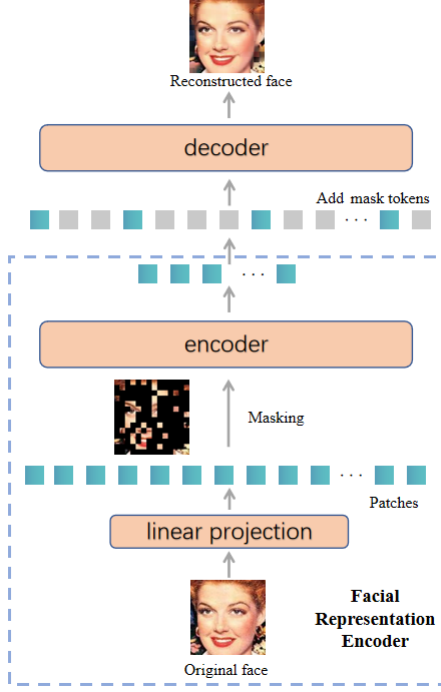 Reconstructed face
decoder
Add mask tokens
· · ·
· · ·
encoder
Masking
· · ·
Patches
linear projection
Facial
Representation
Encoder
Original face